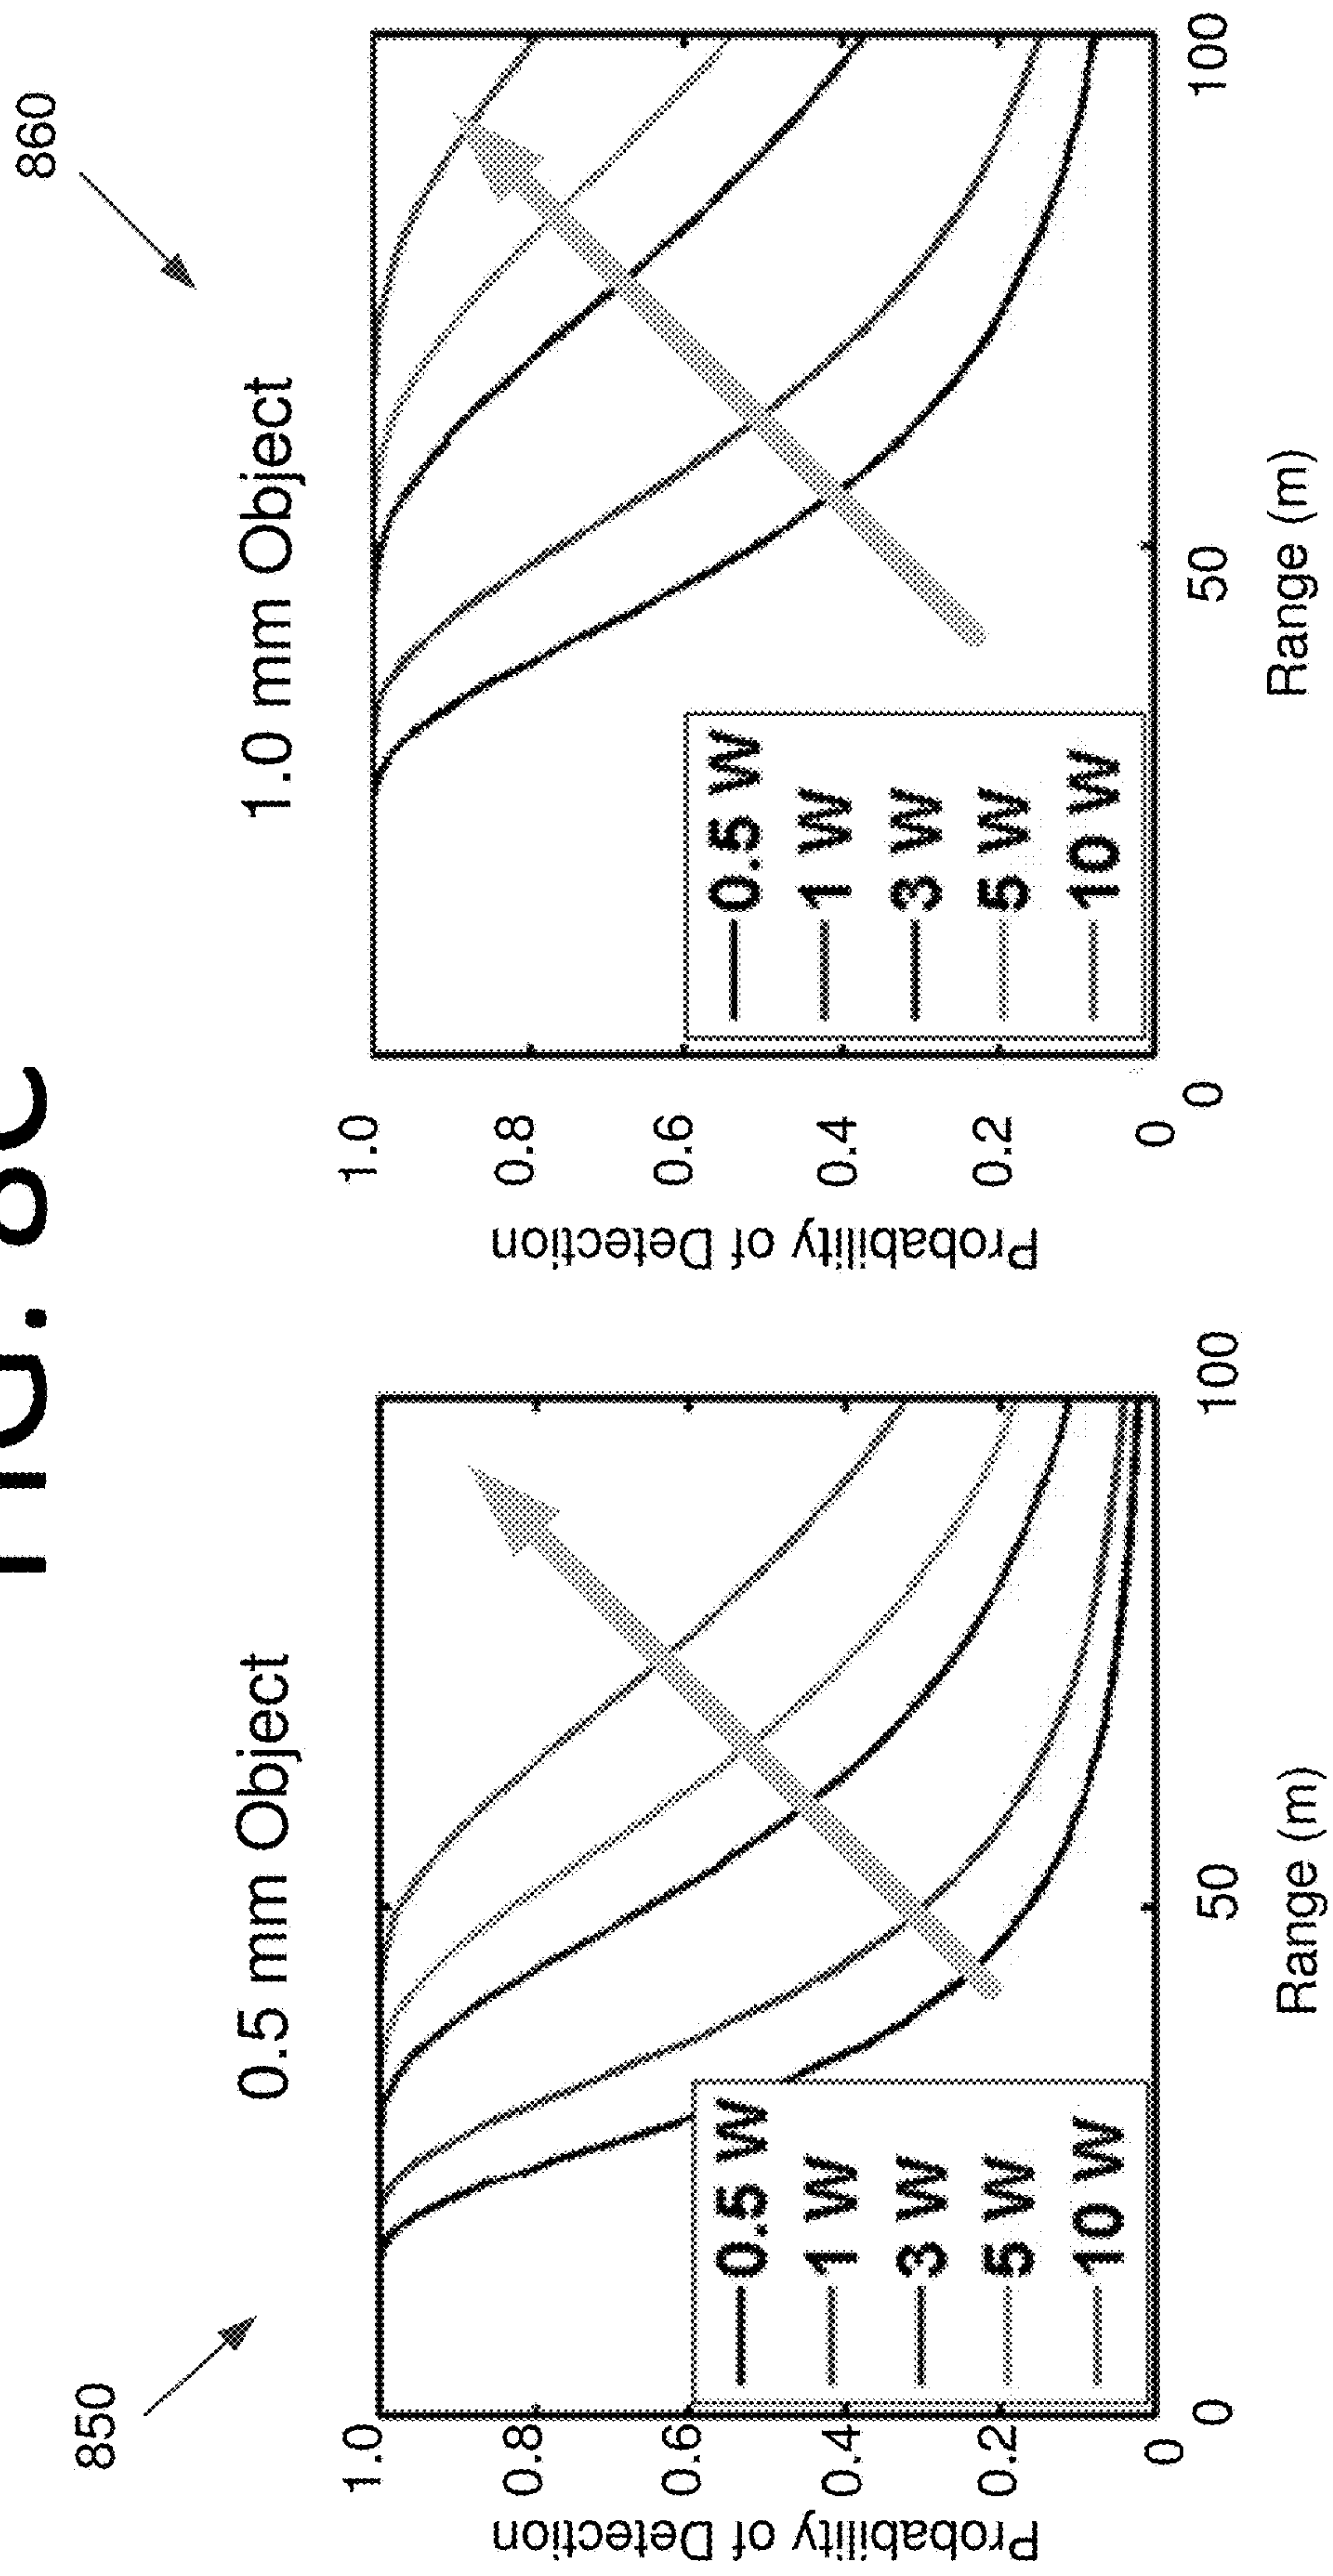 FIG. 8C
850
0.5 mm Object
Probability of Detection
1.0
0.8
0.6
0.4
0.2
0
0.5 W
1 W
3 W
5 W
10 W
0
50
100
Range (m)
860
1.0 mm Object
Probability of Detection
1.0
0.8
0.6
0.4
0.2
0
0.5 W
1 W
3 W
5 W
10 W
0
50
100
Range (m)